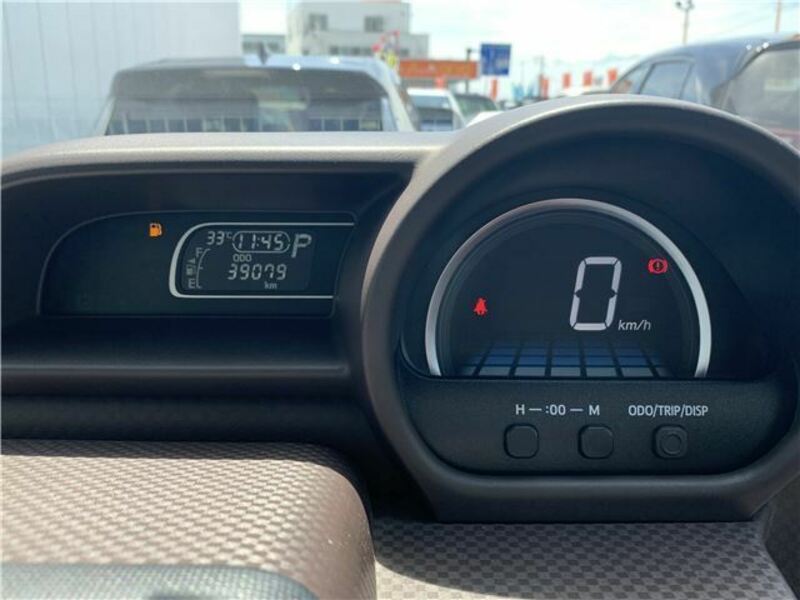 33°C 11:45 P
F
ODO
39079
E
km
0
km/h
H — :00 — M
ODO/TRIP/DISP